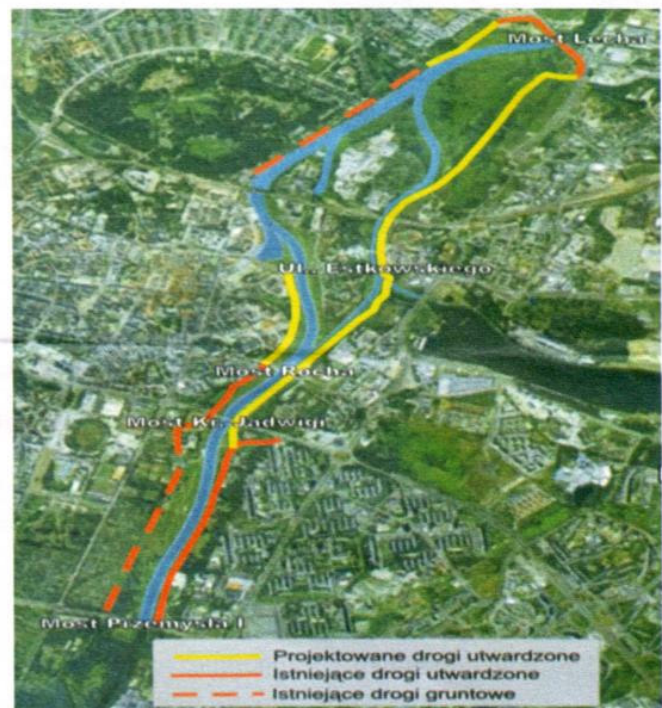 Most Lecha
Ul. Estkowskiego
Most Rocha
Most Kr. Jadwigi
Most Przemysła I
Projektowane drogi utwardzone
Istniejące drogi utwardzone
Istniejące drogi gruntowe